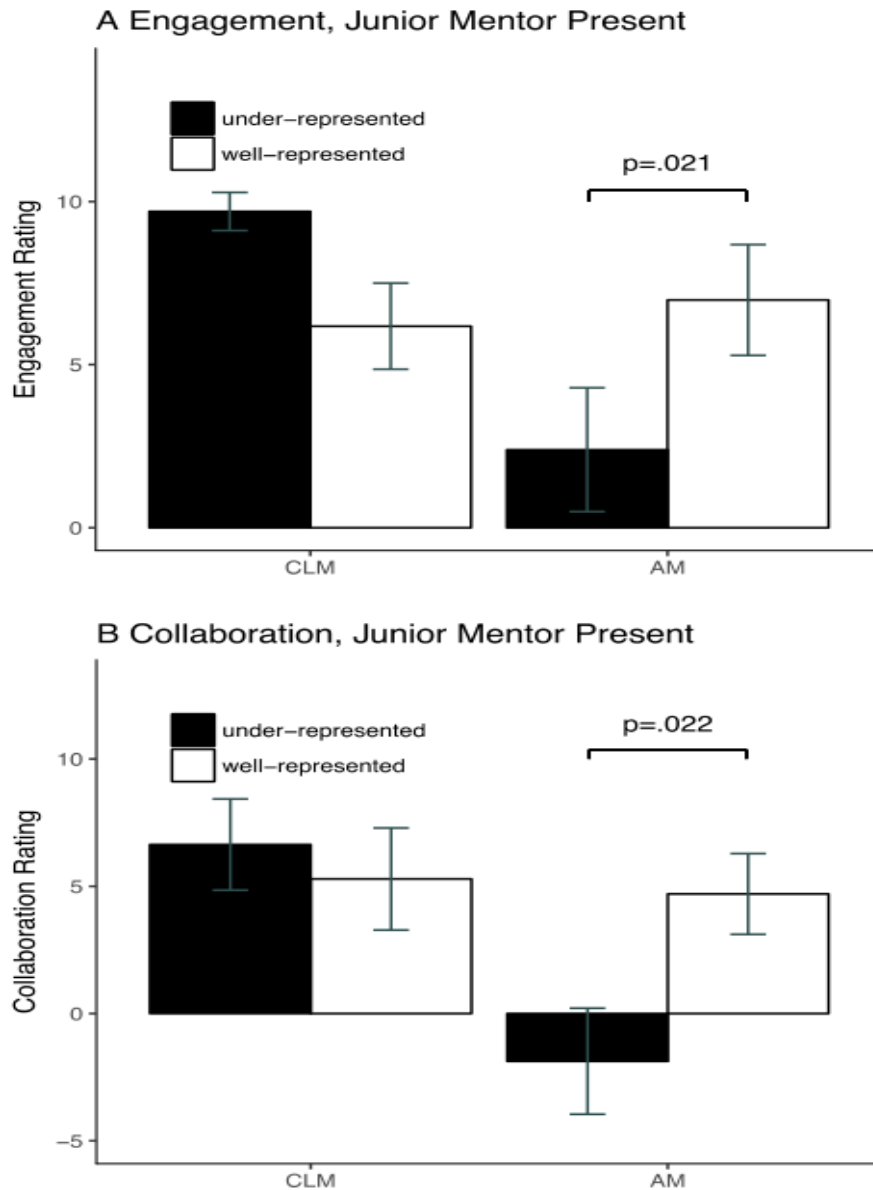 A Engagement, Junior Mentor Present
under−represented
well−represented
p=.021
10
5
0
Engagement Rating
CLM
AM
B Collaboration, Junior Mentor Present
under−represented
well−represented
p=.022
10
5
0
−5
Collaboration Rating
CLM
AM